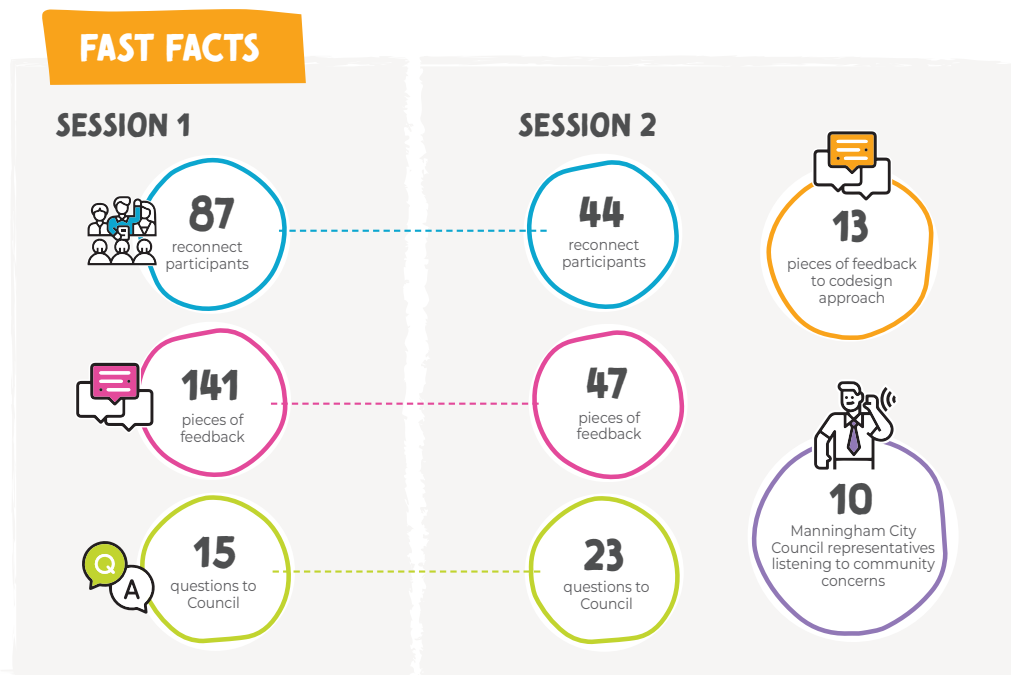 FAST FACTS
SESSION 1
87
reconnect
participants
141
pieces of
feedback
Q
A
15
questions to
Council
SESSION 2
44
reconnect
participants
47
pieces of
feedback
23
questions to
Council
13
pieces of feedback
to codesign
approach
10
Manningham City
Council representatives
listening to community
concerns